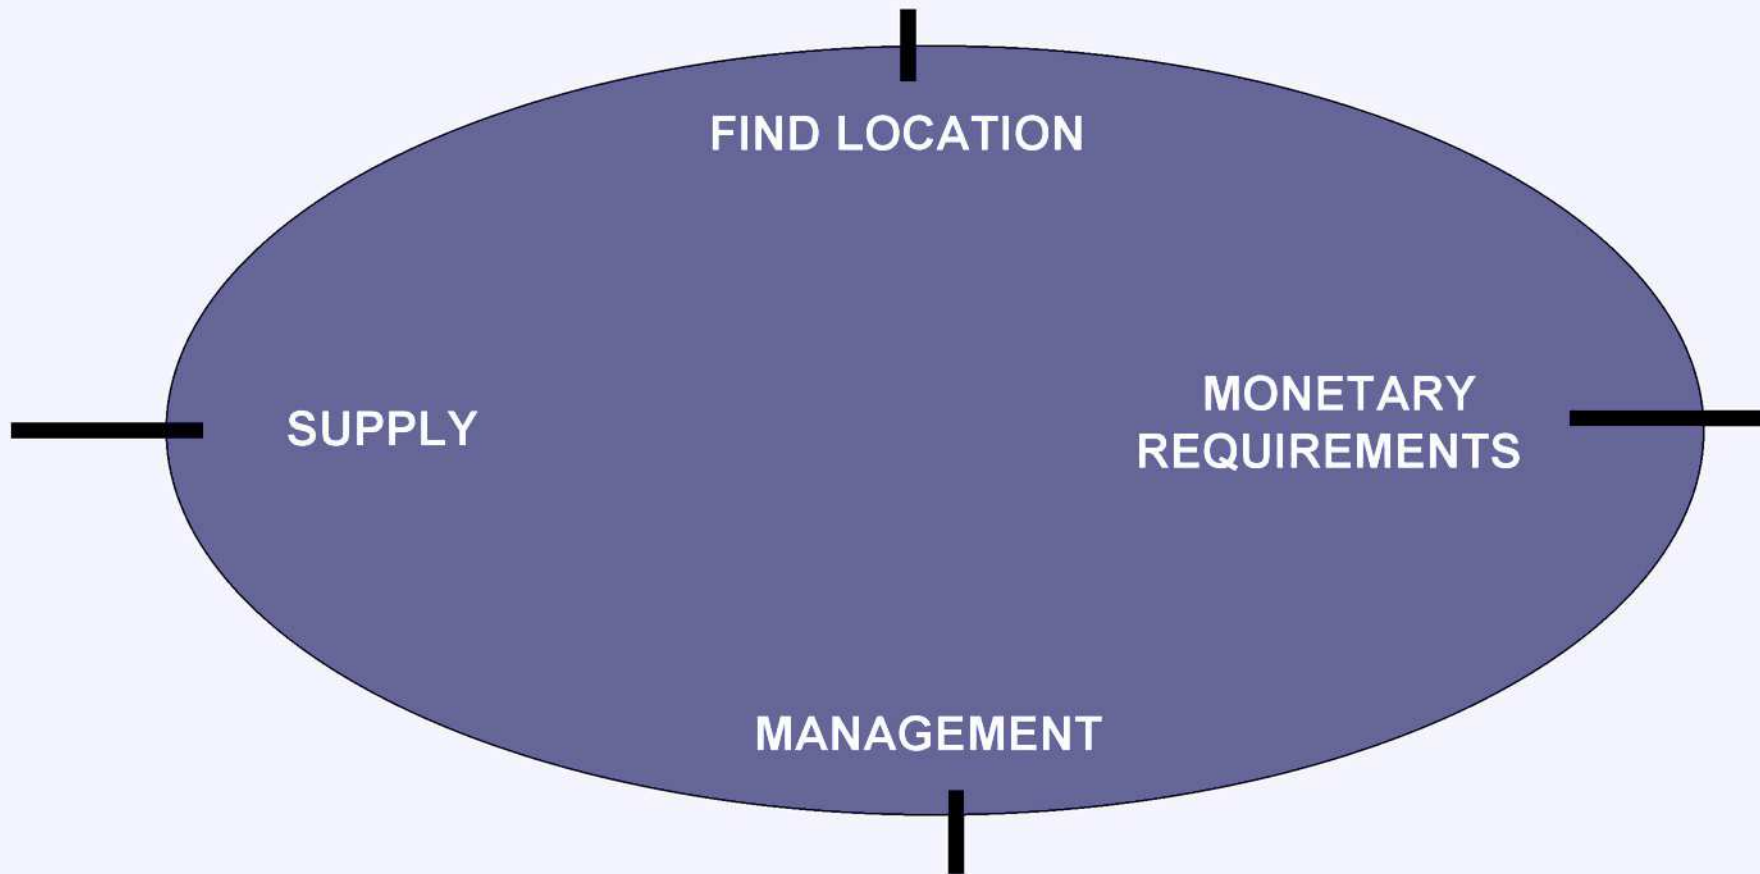 FIND LOCATION
SUPPLY
MONETARY
REQUIREMENTS
MANAGEMENT